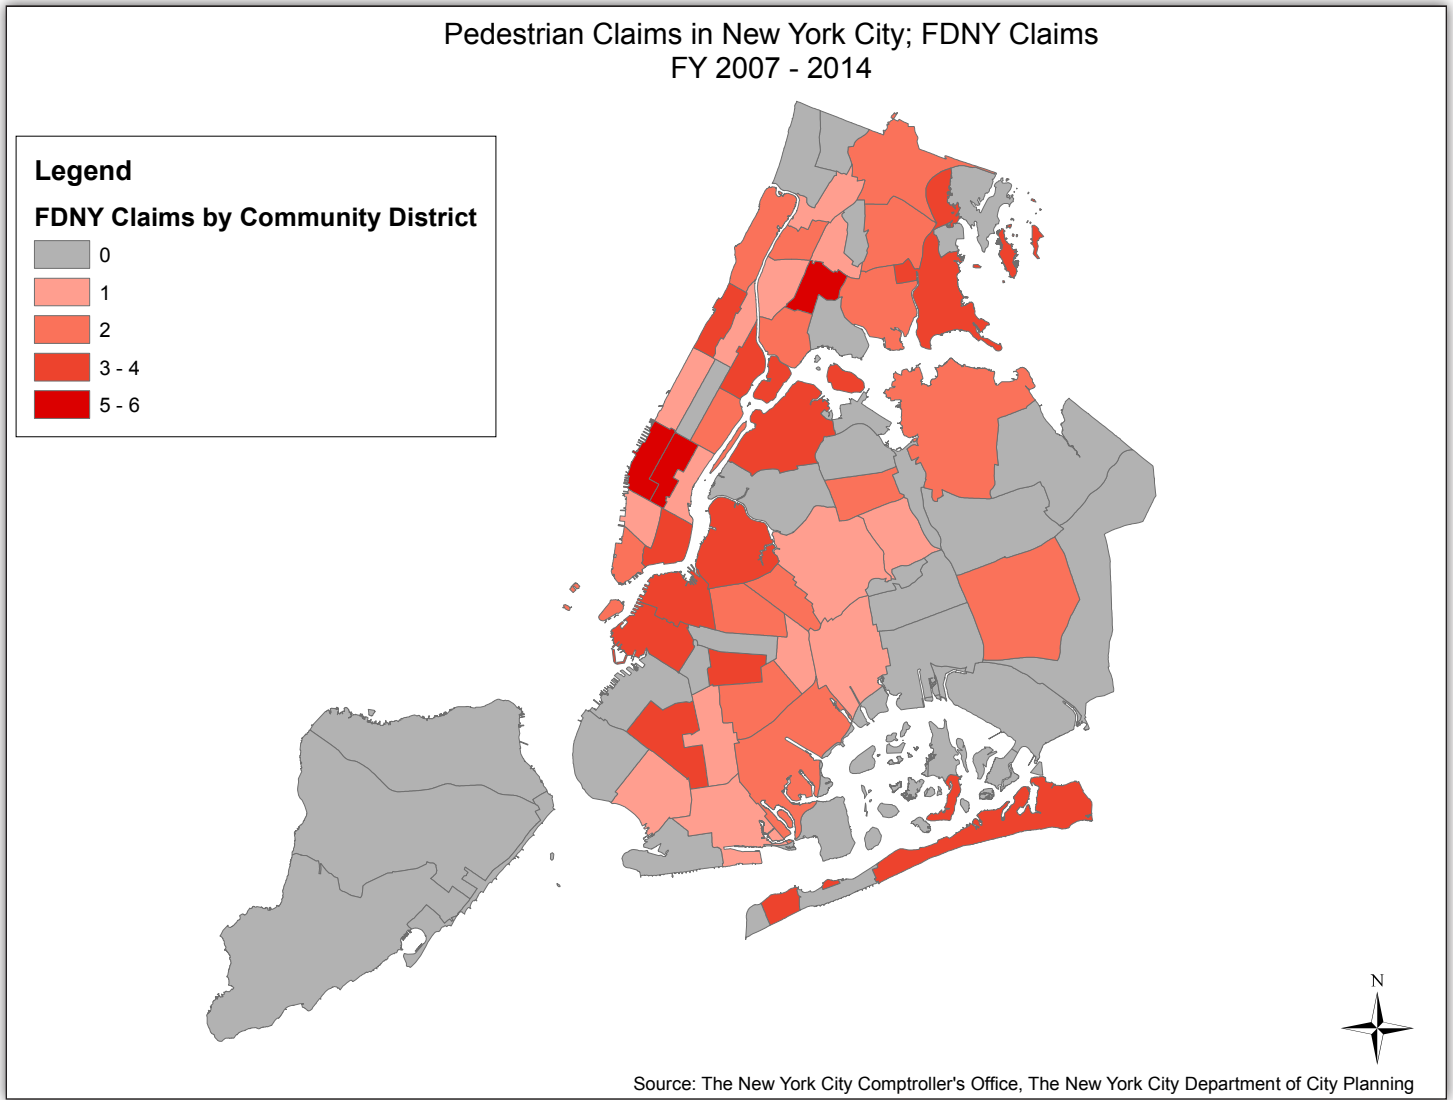 Pedestrian Claims in New York City; FDNY Claims
FY 2007 - 2014
Legend
FDNY Claims by Community District
0
1
2
3 - 4
5 - 6
N
Source: The New York City Comptroller's Office, The New York City Department of City Planning